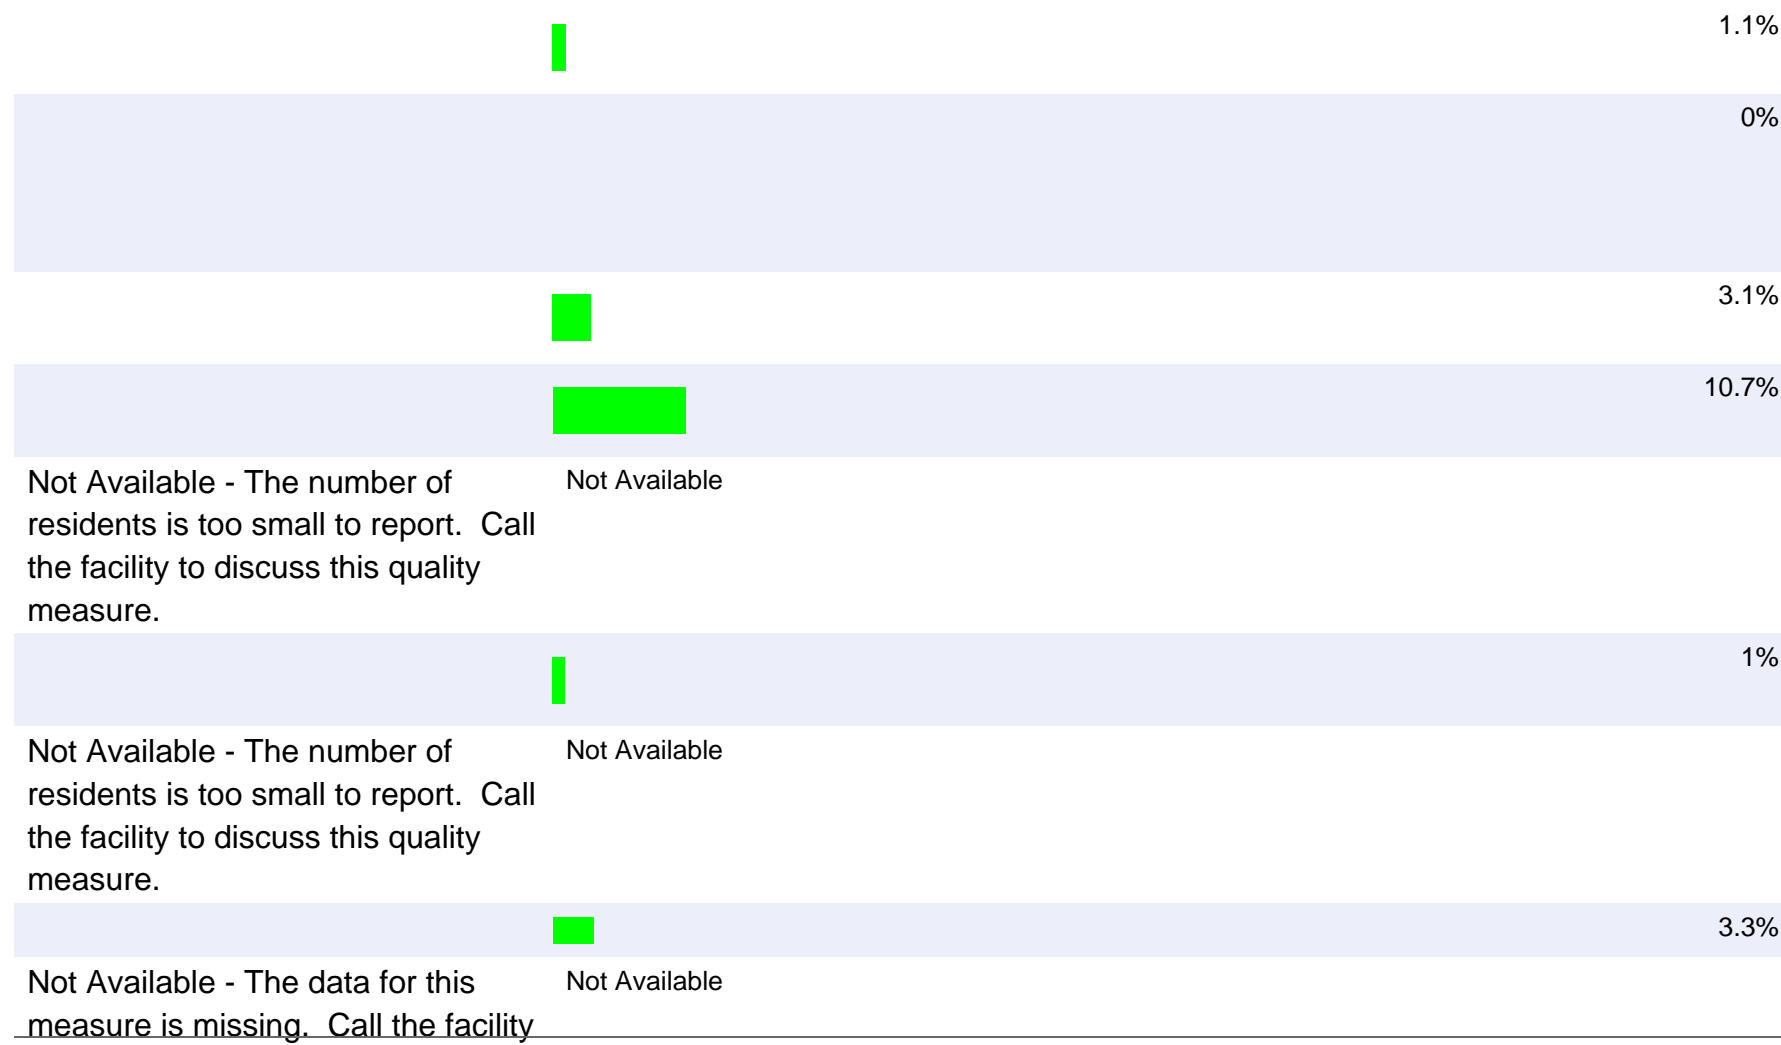 1.1%
0%
3.1%
10.7%
Not Available - The number of
residents is too small to report.  Call
the facility to discuss this quality
measure.
Not Available
1%
Not Available - The number of
residents is too small to report.  Call
the facility to discuss this quality
measure.
Not Available
3.3%
Not Available - The data for this
measure is missing.  Call the facility
Not Available